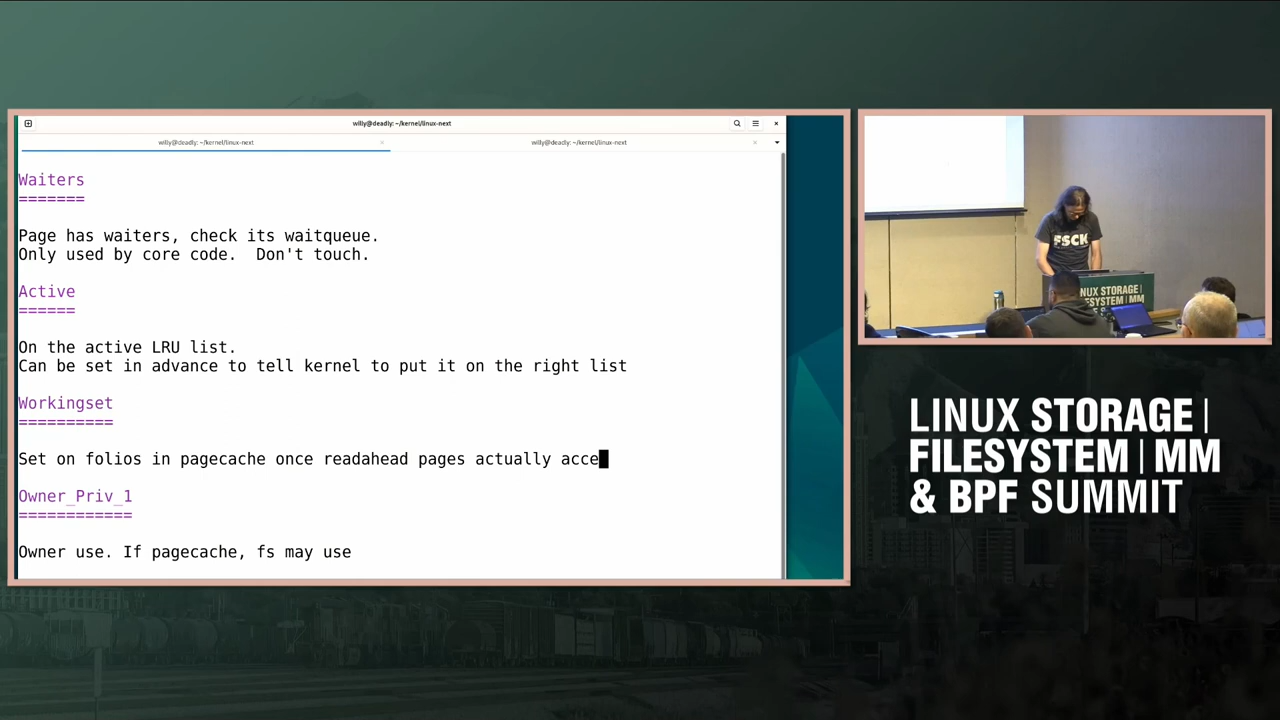 willy@deadly: ~/kernel/linux-next
willy@deadly: ~/kernel/linux-next
willy@deadly: ~/kernel/linux-next
Waiters
=======
Page has waiters, check its waitqueue.
Only used by core code.  Don't touch.
Active
======
On the active LRU list.
Can be set in advance to tell kernel to put it on the right list
Workingset
==========
Set on folios in pagecache once readahead pages actually acce
Owner_Priv_1
============
Owner use. If pagecache, fs may use
FSCK
LINUX STORAGE|
FILESYSTEM|MM
LINUX STORAGE|
FILESYSTEM|MM
& BPF SUMMIT